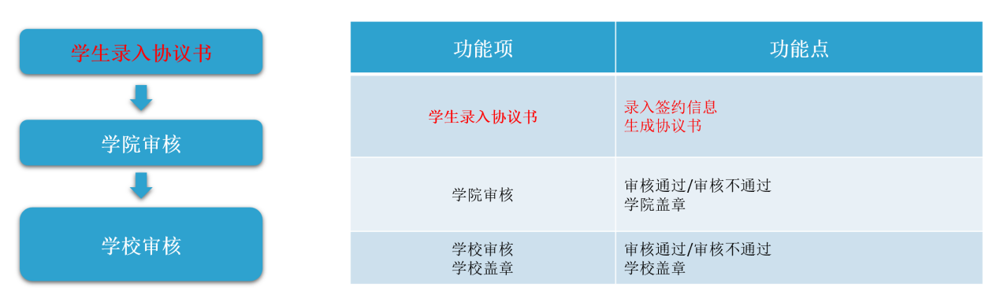 学生录入协议书
学院审核
学校审核
功能项
功能点
学生录入协议书
录入签约信息
生成协议书
学院审核
审核通过/审核不通过
学院盖章
学校审核
学校盖章
审核通过/审核不通过
学校盖章